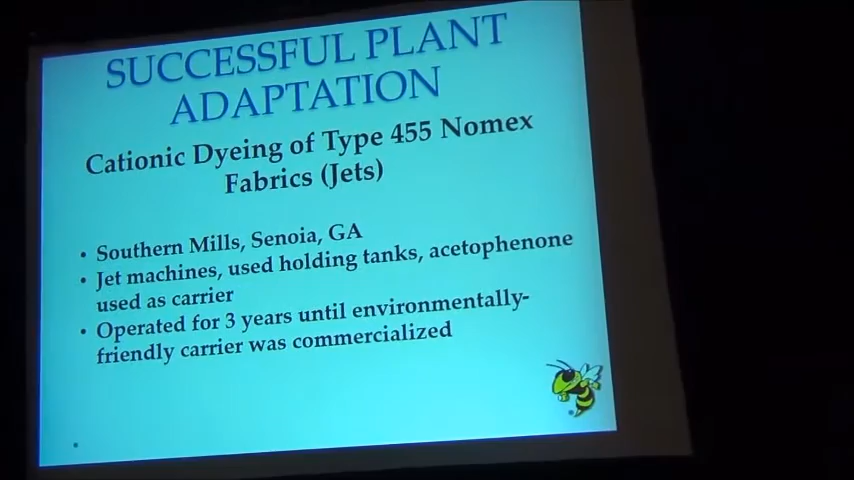 SUCCESSFUL PLANT
ADAPTATION
Cationic Dyeing of Type 455 Nomex
Fabrics (Jets)
• Southern Mills, Senoia, GA
• Jet machines, used holding tanks, acetophenone
used as carrier
• Operated for 3 years until environmentally-
friendly carrier was commercialized